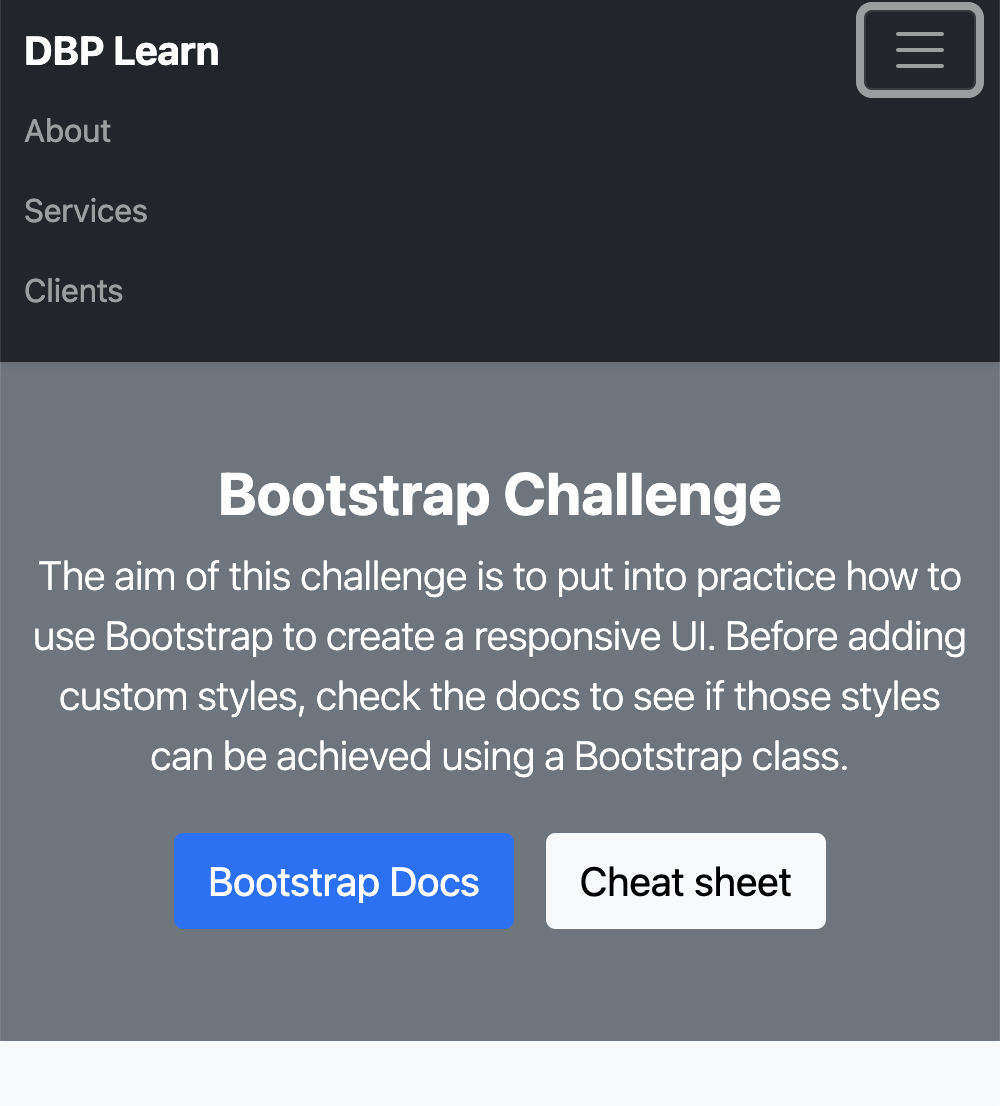 DBP Learn
About
Services
Clients
Bootstrap Challenge
The aim of this challenge is to put into practice how to
use Bootstrap to create a responsive UI. Before adding
custom styles, check the docs to see if those styles
can be achieved using a Bootstrap class.
Bootstrap Docs
Cheat sheet